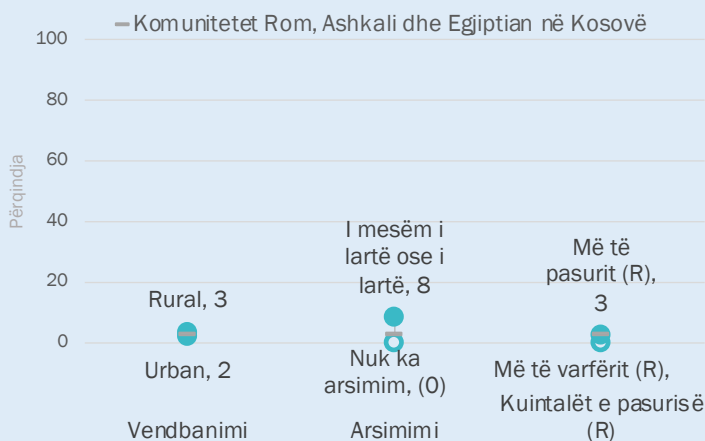 Komunitetet Rom, Ashkali dhe Egjiptian në Kosovë
100
80
60
40
20
0
Përqindja
Rural, 3
Urban, 2
Vendbanimi
I mesëm i
lartë ose i
lartë, 8
Nuk ka
arsimim, (0)
Arsimimi
Më të
pasurit (R),
3
Më të varfërit (R),
Kuintalët e pasurisë
(R)